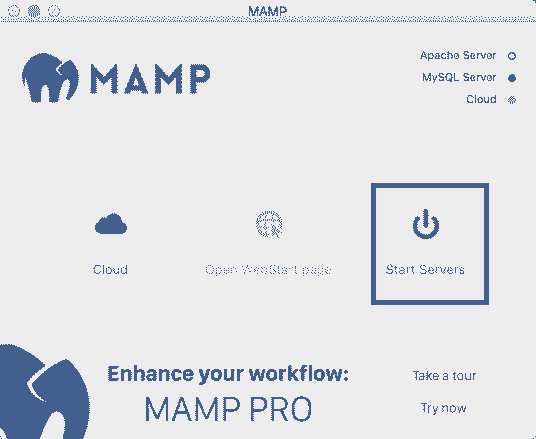 MAMP
MAMP
Apache Server
MySQL Server
Cloud
Cloud
Open WebStart page
Start Servers
Enhance your workflow:
MAMP PRO
Take a tour
Try now